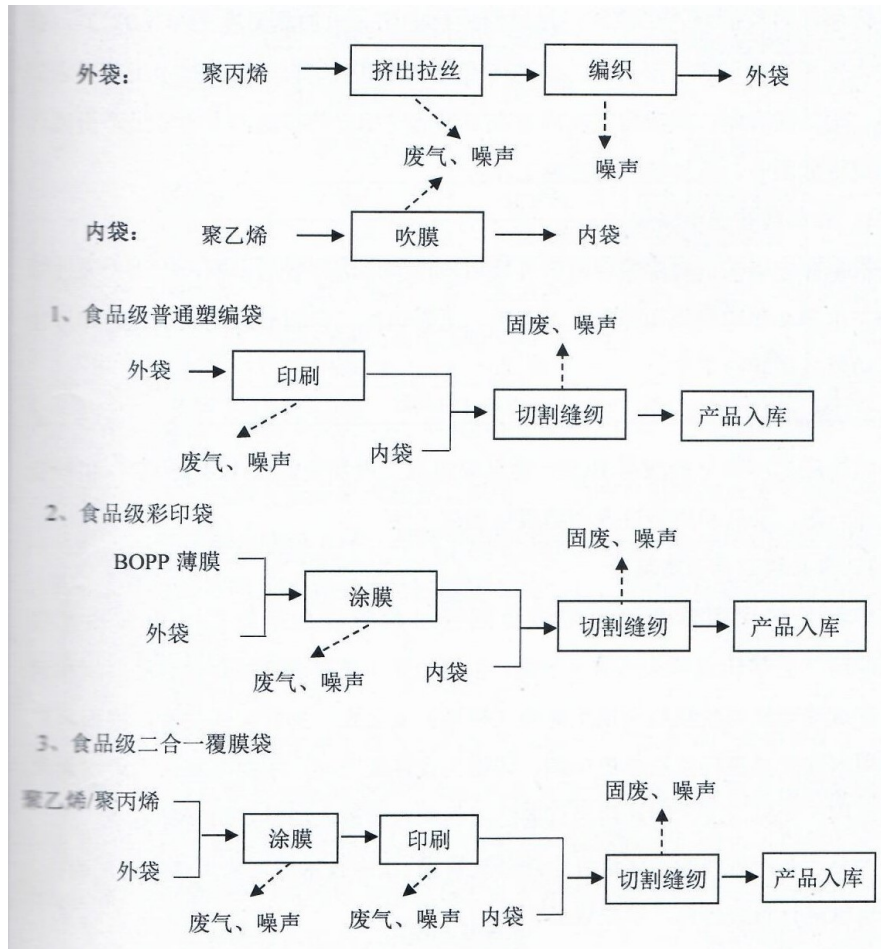 外袋： 聚丙烯 挤出拉丝 编织 外袋
废气、噪声 噪声
内袋： 聚乙烯 吹膜 内袋
1、食品级普通塑编袋
固废、噪声
外袋 印刷 切割缝纫 产品入库
废气、噪声 内袋
2、食品级彩印袋
固废、噪声
BOPP 薄膜
涂膜 切割缝纫 产品入库
外袋
废气、噪声 内袋
3、食品级二合一覆膜袋
固废、噪声
聚乙烯/聚丙烯
涂膜 印刷
外袋 切割缝纫 产品入库
废气、噪声 废气、噪声 内袋